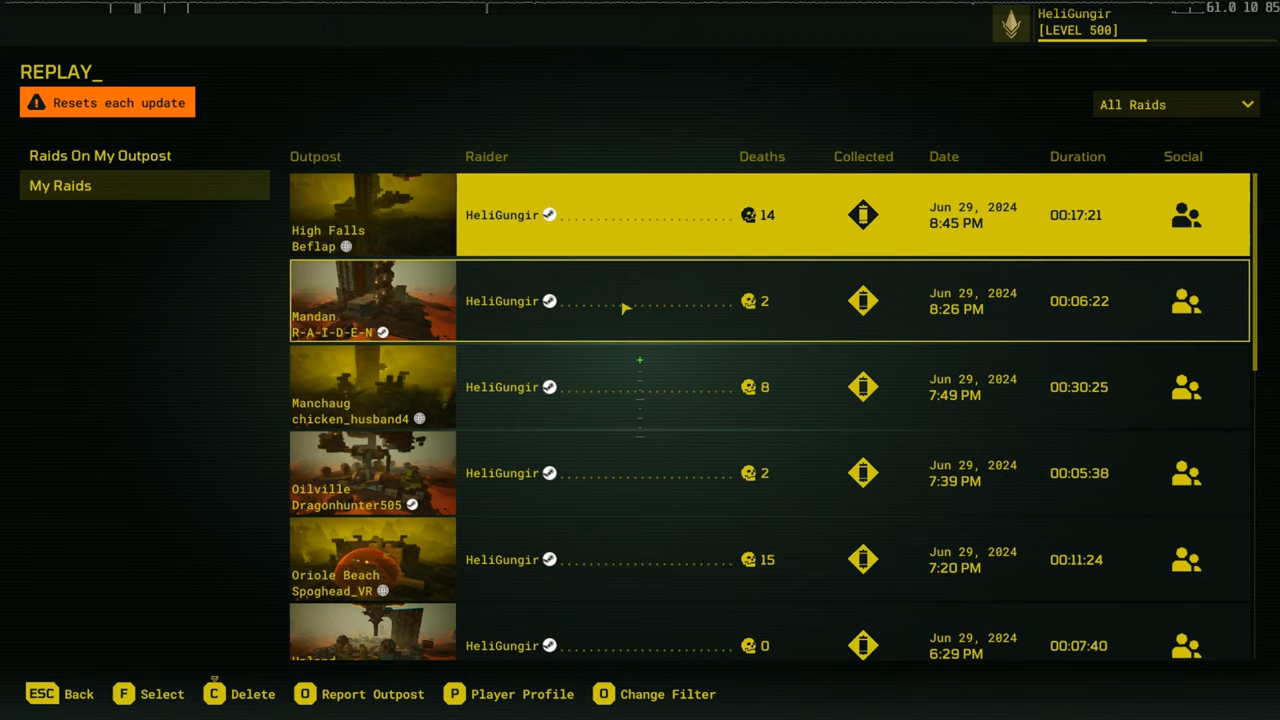 61.0 10 85
HeliGungir
[LEVEL 500]
REPLAY_
Resets each update
All Raids
Raids On My Outpost
My Raids
Outpost Raider Deaths Collected Date Duration Social
High Falls
Beflap
HeliGungir 14 Jun 29, 2024 8:45 PM 00:17:21
Mandan
R-A-I-D-E-N
HeliGungir 2 Jun 29, 2024 8:26 PM 00:06:22
Manchaug
chicken_husband4
HeliGungir 8 Jun 29, 2024 7:49 PM 00:30:25
Oilville
Dragonhunter505
HeliGungir 2 Jun 29, 2024 7:39 PM 00:05:38
Oriole Beach
Spoghead_VR
HeliGungir 15 Jun 29, 2024 7:20 PM 00:11:24
HeliGungir 0 Jun 29, 2024 6:29 PM 00:07:40
ESC Back F Select C Delete O Report Outpost P Player Profile O Change Filter